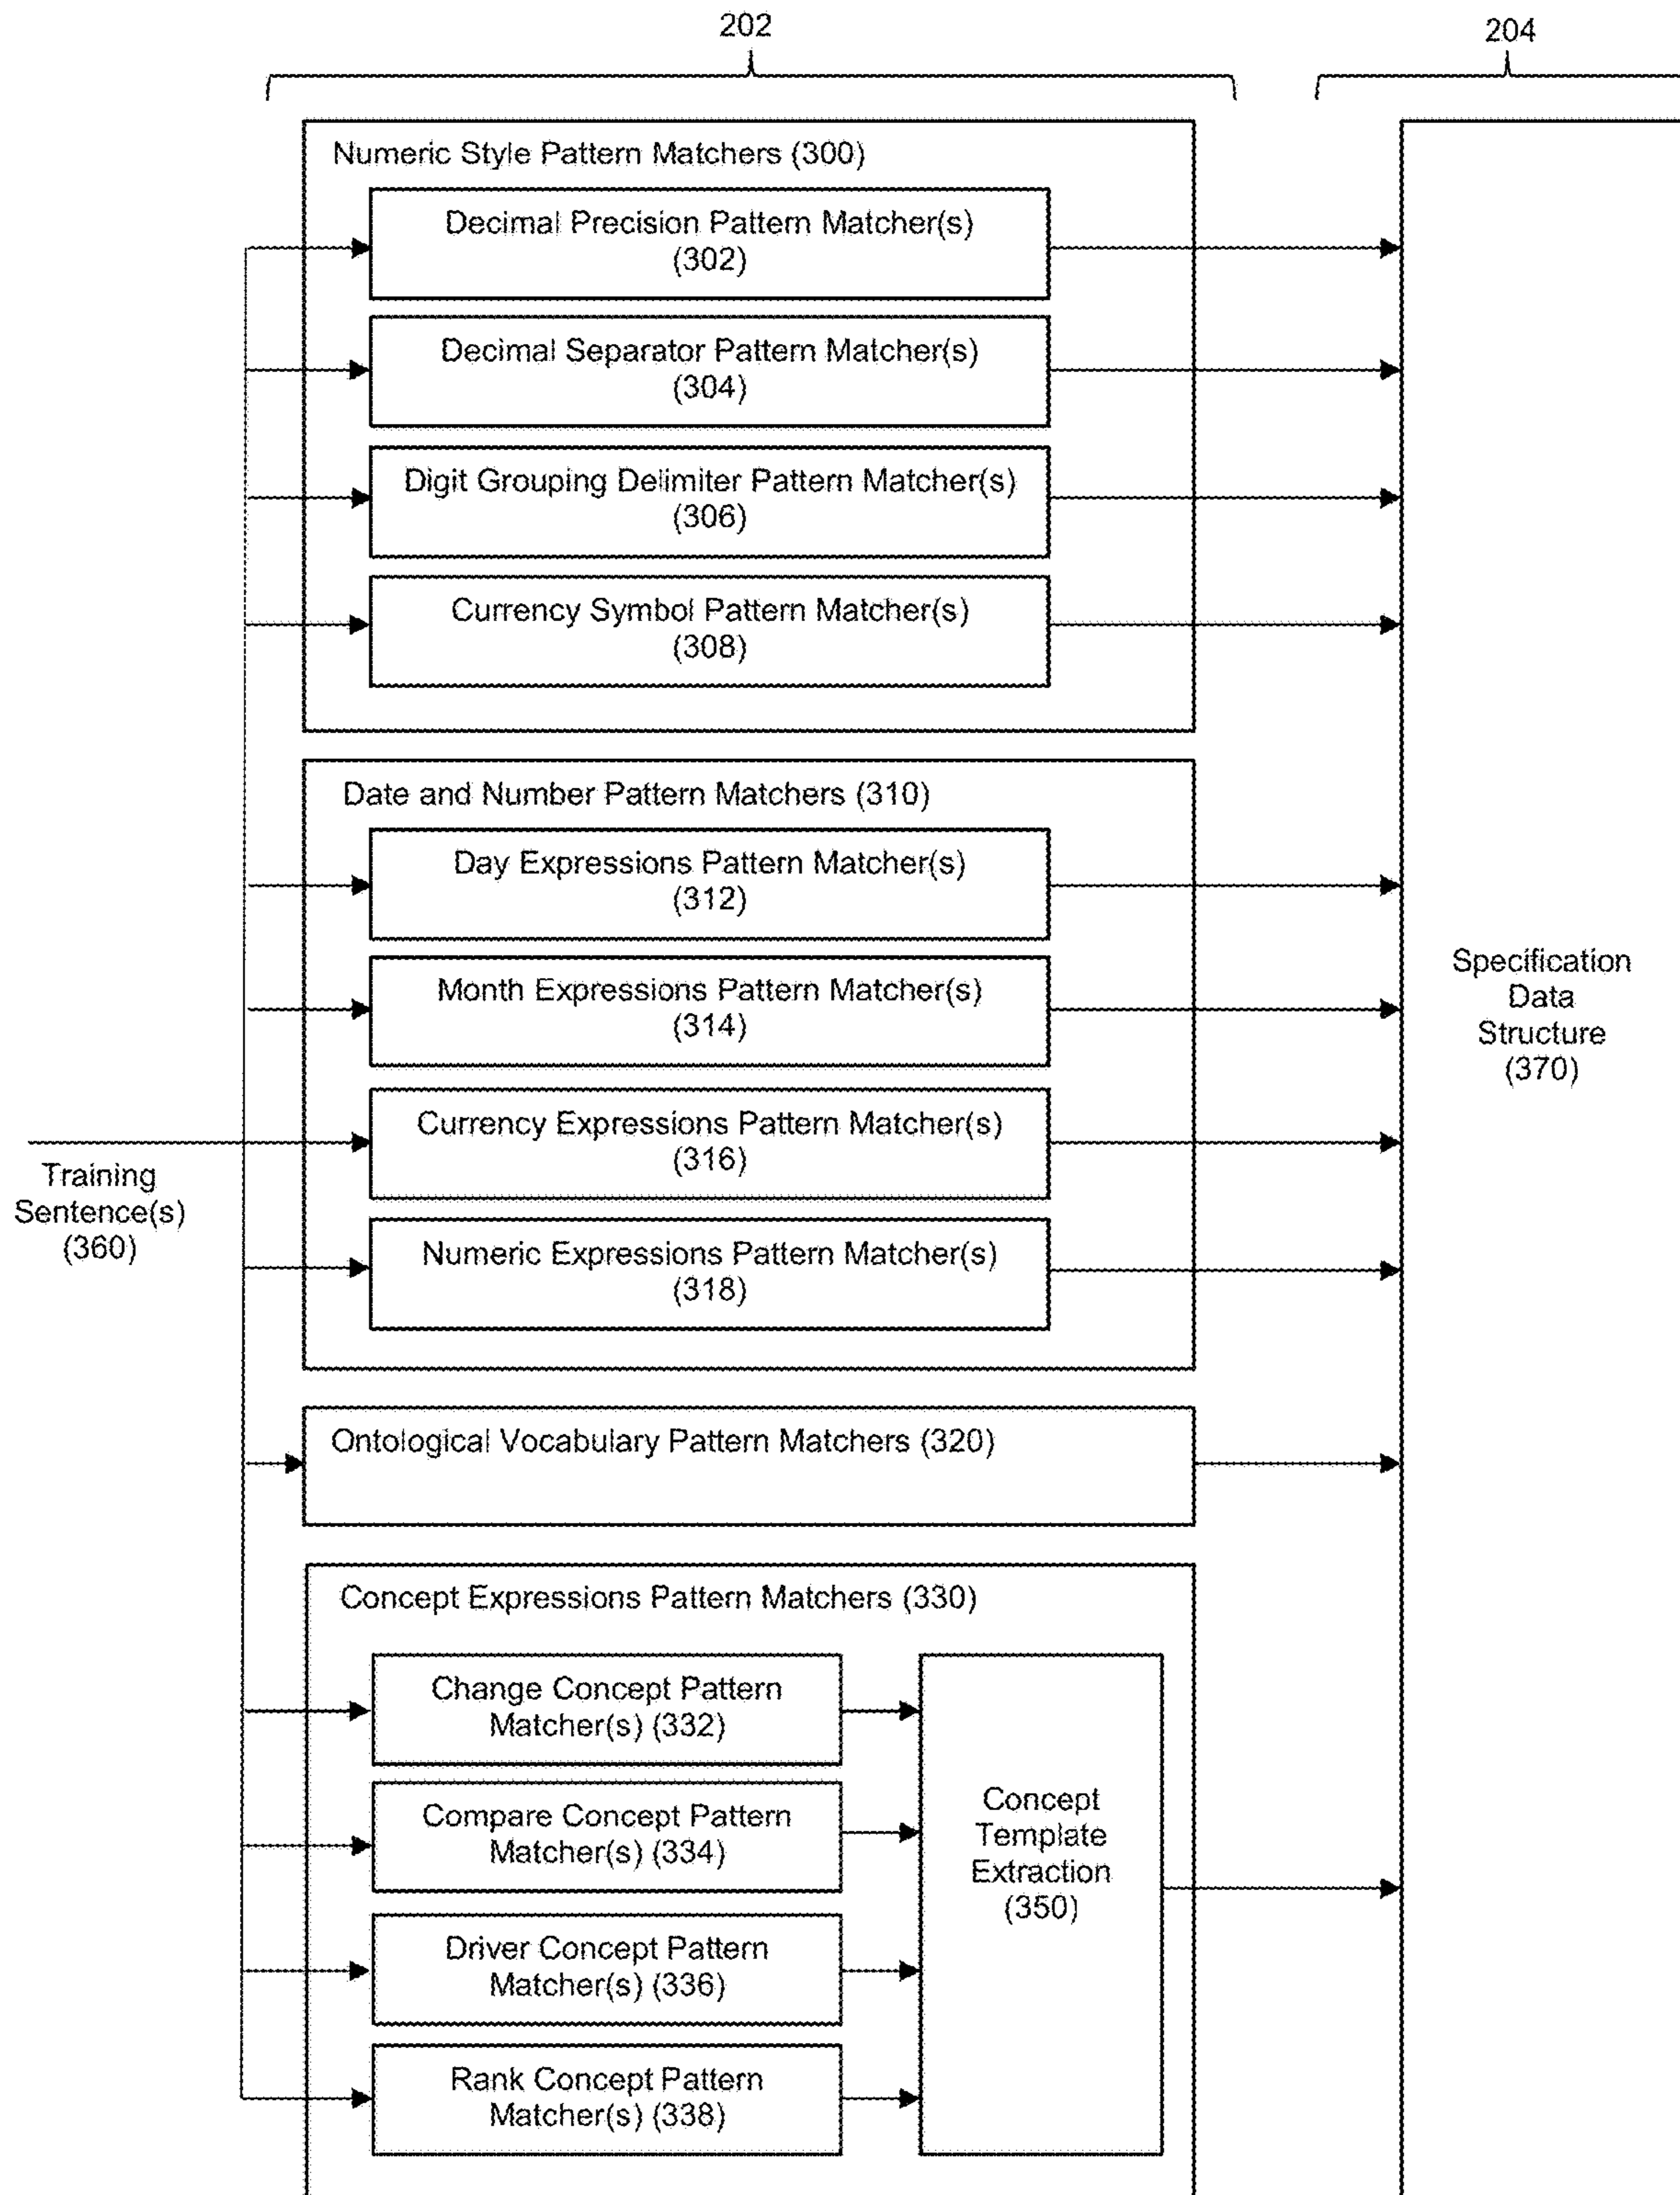 202
204
Numeric Style Pattern Matchers (300)
Decimal Precision Pattern Matcher(s)
(302)
Decimal Separator Pattern Matcher(s)
(304)
Digit Grouping Delimiter Pattern Matcher(s)
(306)
Currency Symbol Pattern Matcher(s)
(308)
Date and Number Pattern Matchers (310)
Day Expressions Pattern Matcher(s)
(312)
Month Expressions Pattern Matcher(s)
(314)
Currency Expressions Pattern Matcher(s)
(316)
Numeric Expressions Pattern Matcher(s)
(318)
Training
Sentence(s)
(360)
Specification
Data
Structure
(370)
Ontological Vocabulary Pattern Matchers (320)
Concept Expressions Pattern Matchers (330)
Change Concept Pattern
Matcher(s) (332)
Compare Concept Pattern
Matcher(s) (334)
Driver Concept Pattern
Matcher(s) (336)
Rank Concept Pattern
Matcher(s) (338)
Concept
Template
Extraction
(350)